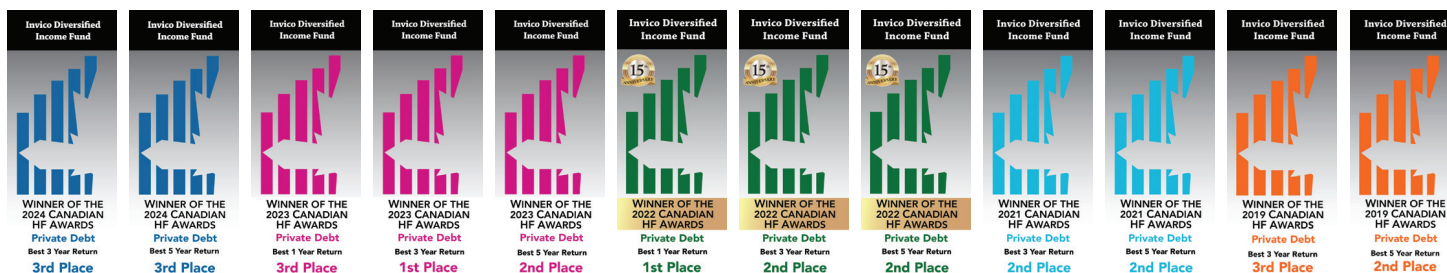 Invico Diversified
Income Fund
WINNER OF THE
2024 CANADIAN
HF AWARDS
Private Debt
Best 3 Year Return
3rd Place
Invico Diversified
Income Fund
WINNER OF THE
2024 CANADIAN
HF AWARDS
Private Debt
Best 5 Year Return
3rd Place
Invico Diversified
Income Fund
WINNER OF THE
2023 CANADIAN
HF AWARDS
Private Debt
Best 1 Year Return
3rd Place
Invico Diversified
Income Fund
WINNER OF THE
2023 CANADIAN
HF AWARDS
Private Debt
Best 3 Year Return
1st Place
Invico Diversified
Income Fund
WINNER OF THE
2023 CANADIAN
HF AWARDS
Private Debt
Best 5 Year Return
2nd Place
Invico Diversified
Income Fund
15th
ANNIVERSARY
WINNER OF THE
2022 CANADIAN
HF AWARDS
Private Debt
Best 1 Year Return
1st Place
Invico Diversified
Income Fund
15th
ANNIVERSARY
WINNER OF THE
2022 CANADIAN
HF AWARDS
Private Debt
Best 3 Year Return
2nd Place
Invico Diversified
Income Fund
15th
ANNIVERSARY
WINNER OF THE
2022 CANADIAN
HF AWARDS
Private Debt
Best 5 Year Return
2nd Place
Invico Diversified
Income Fund
WINNER OF THE
2021 CANADIAN
HF AWARDS
Private Debt
Best 3 Year Return
2nd Place
Invico Diversified
Income Fund
WINNER OF THE
2021 CANADIAN
HF AWARDS
Private Debt
Best 5 Year Return
2nd Place
Invico Diversified
Income Fund
WINNER OF THE
2019 CANADIAN
HF AWARDS
Private Debt
Best 3 Year Return
3rd Place
Invico Diversified
Income Fund
WINNER OF THE
2019 CANADIAN
HF AWARDS
Private Debt
Best 5 Year Return
2nd Place